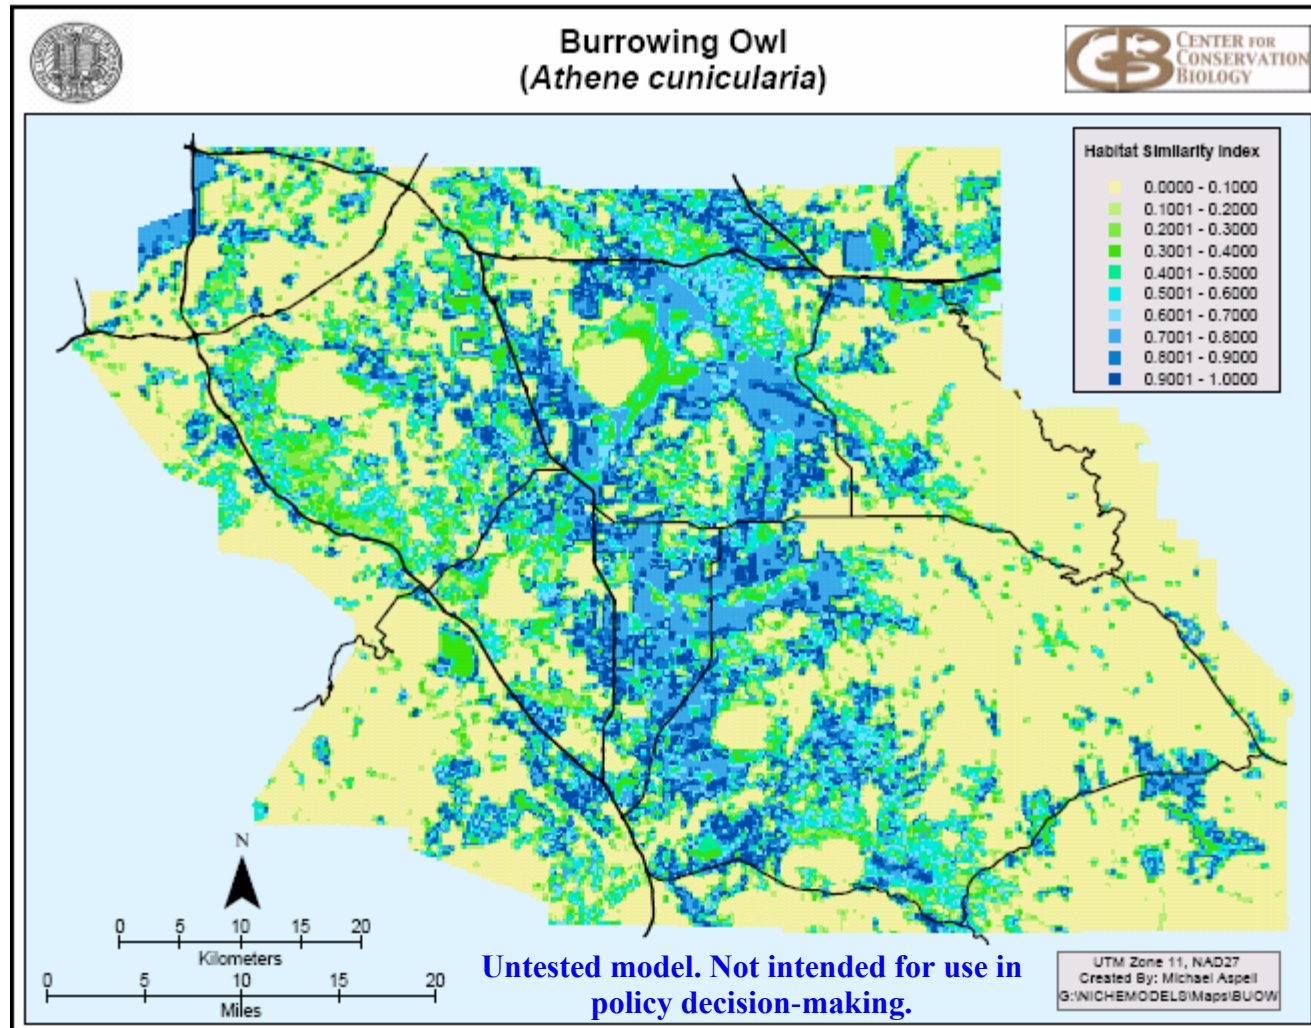 Burrowing Owl
(Athene cunicularia)
CENTER FOR
CONSERVATION
BIOLOGY
Habitat Similarity Index
0.0000 - 0.1000
0.1001 - 0.2000
0.2001 - 0.3000
0.3001 - 0.4000
0.4001 - 0.5000
0.5001 - 0.6000
0.6001 - 0.7000
0.7001 - 0.8000
0.8001 - 0.9000
0.9001 - 1.0000
N
0 5 10 15 20
Kilometers
0 5 10 15 20
Miles
Untested model. Not intended for use in
policy decision-making.
UTM Zone 11, NAD27
Created By: Michael Aspell
G:\NICHEMODELS\Maps\BUOW